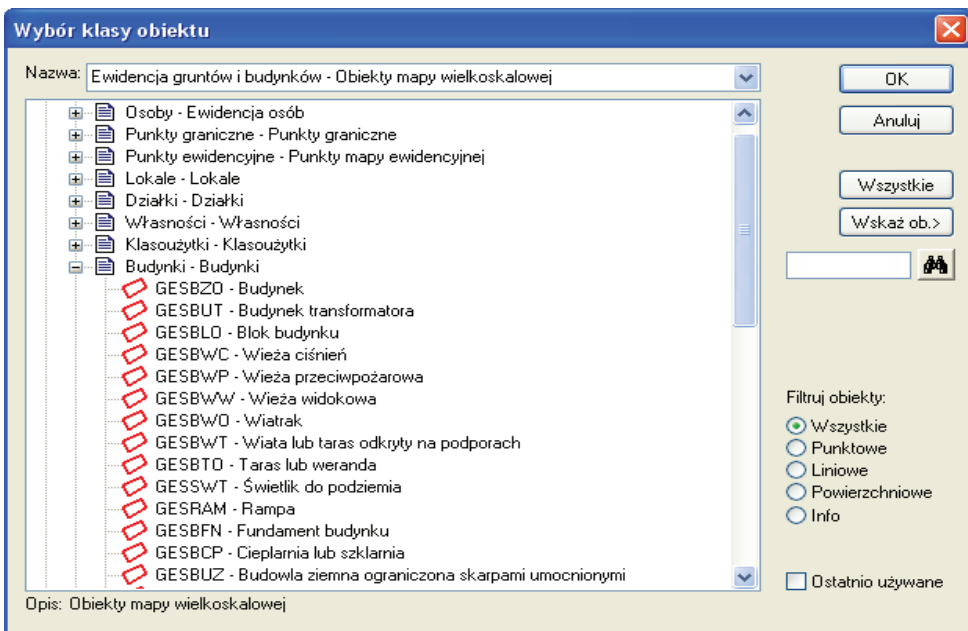 Wybór klasy obiektu
Nazwa: Ewidencja gruntów i budynków - Obiekty mapy wielkoskalowej
OK
Anuluj
Wszystkie
Wskaż ob.>
Osoby - Ewidencja osób
Punkty graniczne - Punkty graniczne
Punkty ewidencyjne - Punkty mapy ewidencyjnej
Lokale - Lokale
Działki - Działki
Własności - Własności
Klasoużytki - Klasoużytki
Budynki - Budynki
GESBZO - Budynek
GESBUT - Budynek transformatora
GESBLO - Blok budynku
GESBWC - Wieża ciśnień
GESBWP - Wieża przeciwpożarowa
GESBWW - Wieża widokowa
GESBWO - Wiatrak
GESBWT - Wiata lub taras odkryty na podporach
GESBTO - Taras lub weranda
GESSWT - Świetlik do podziemia
GESRAM - Rampa
GESBFN - Fundament budynku
GESBCP - Cieplarnia lub szklarnia
GESBUZ - Budowla ziemna ograniczona skarpami umocnionymi
Filtruj obiekty:
Wszystkie
Punktowe
Liniowe
Powierzchniowe
Info
Ostatnio używane
Opis: Obiekty mapy wielkoskalowej